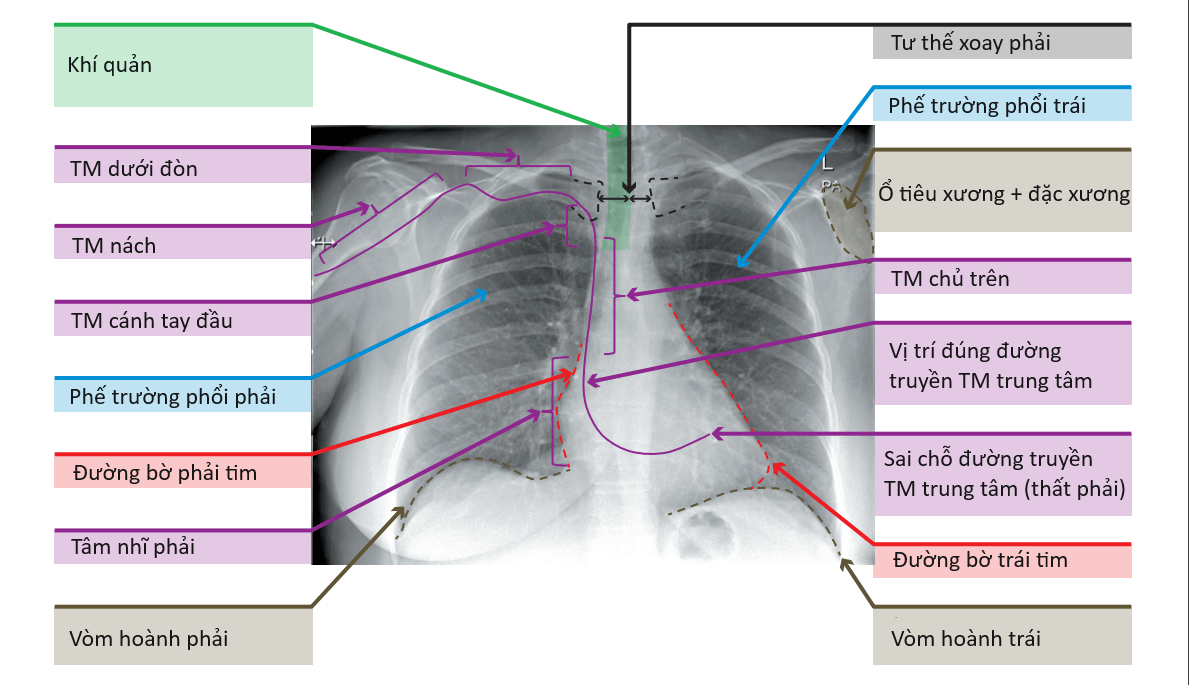 Khí quản
TM dưới đòn
TM nách
TM cánh tay đầu
Phế trường phổi phải
Đường bờ phải tim
Tâm nhĩ phải
Vòm hoành phải
L
PA
Tư thế xoay phải
Phế trường phổi trái
Ổ tiêu xương + đặc xương
TM chủ trên
Vị trí đúng đường
truyền TM trung tâm
Sai chỗ đường truyền
TM trung tâm (thất phải)
Đường bờ trái tim
Vòm hoành trái